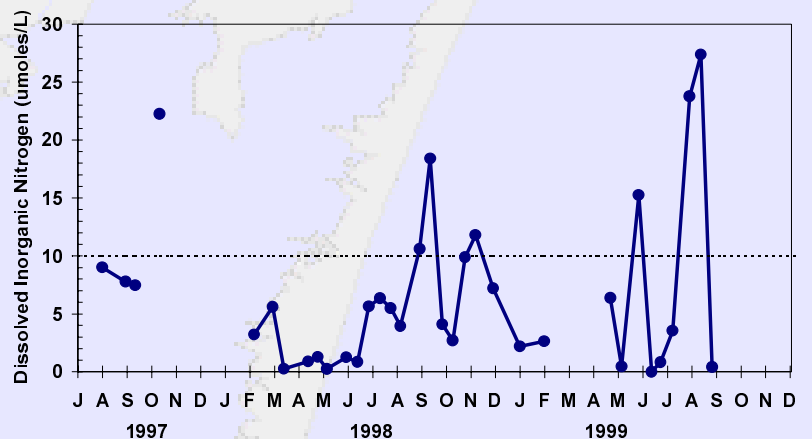 Dissolved Inorganic Nitrogen (umoles/L)
30
25
20
15
10
5
0
J A S O N D J F M A M J J A S O N D J F M A M J J A S O N D
1997 1998 1999